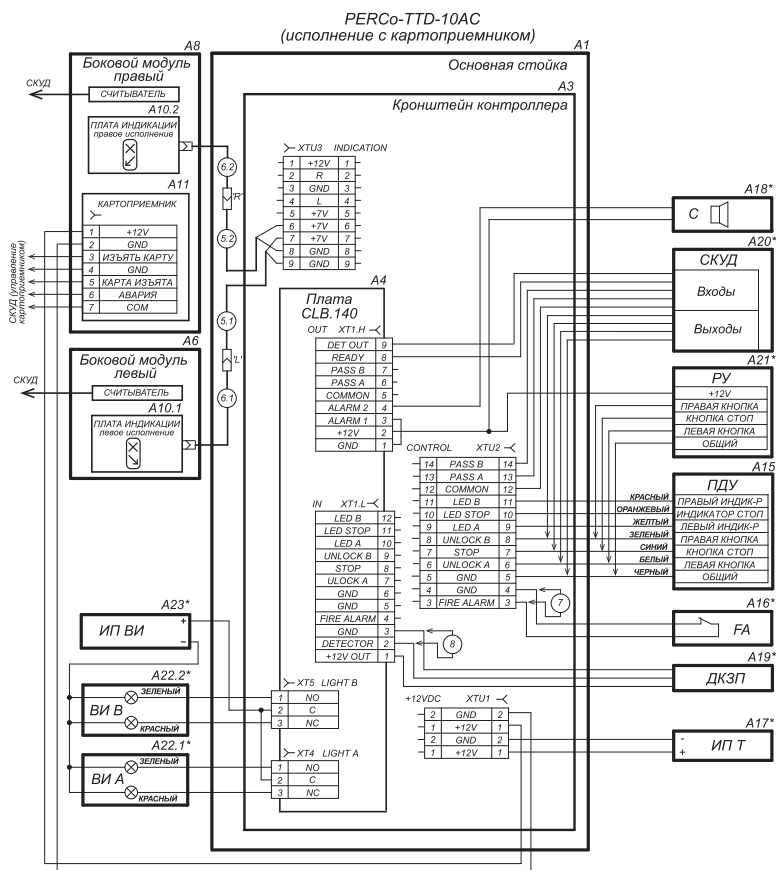 PERCo-TTD-10AC
(исполнение с картоприемником)
A1
Основная стойка
A3
Кронштейн контроллера
A8
Боковой модуль
правый
СКУД
СЧИТЫВАТЕЛЬ
A10.2
ПЛАТА ИНДИКАЦИИ
правое исполнение
A11
КАРТОПРИЕМНИК
1 +12V
2 GND
3 ИЗЪЯТЬ КАРТУ
4 GND
5 КАРТА ИЗЪЯТА
6 АВАРИЯ
7 COM
СКУД (управление
картоприемником)
6.2
'R'
5.2
5.1
'L'
6.1
XTU3 INDICATION
1 +12V 1
2 R 2
3 GND 3
4 L 4
5 +7V 5
6 +7V 6
7 +7V 7
8 GND 8
9 GND 9
A6
Боковой модуль
левый
СКУД
СЧИТЫВАТЕЛЬ
A10.1
ПЛАТА ИНДИКАЦИИ
левое исполнение
A4
Плата
CLB.140
OUT XT1.H
DET OUT 9
READY 8
PASS B 7
PASS A 6
COMMON 5
ALARM 2 4
ALARM 1 3
+12V 2
GND 1
IN XT1.L
LED B 12
LED STOP 11
LED A 10
UNLOCK B 9
STOP 8
ULOCK A 7
GND 6
GND 5
FIRE ALARM 4
GND 3
DETECTOR 2
+12V OUT 1
CONTROL XTU2
14 PASS B 14
13 PASS A 13
12 COMMON 12
11 LED B 11
10 LED STOP 10
9 LED A 9
8 UNLOCK B 8
7 STOP 7
6 UNLOCK A 6
5 GND 5
4 GND 4
3 FIRE ALARM 3
7
8
A18*
C
A20*
СКУД
Входы
Выходы
A21*
РУ
+12V
ПРАВАЯ КНОПКА
КНОПКА СТОП
ЛЕВАЯ КНОПКА
ОБЩИЙ
A15
ПДУ
КРАСНЫЙ ПРАВЫЙ ИНДИК-Р
ОРАНЖЕВЫЙ ИНДИКАТОР СТОП
ЖЕЛТЫЙ ЛЕВЫЙ ИНДИК-Р
ЗЕЛЕНЫЙ ПРАВАЯ КНОПКА
СИНИЙ КНОПКА СТОП
БЕЛЫЙ ЛЕВАЯ КНОПКА
ЧЕРНЫЙ ОБЩИЙ
A16*
FA
A19*
ДКЗП
A17*
- +
ИП Т
A23*
ИП ВИ
+
−
A22.2*
ВИ В
ЗЕЛЕНЫЙ
КРАСНЫЙ
A22.1*
ВИ А
ЗЕЛЕНЫЙ
КРАСНЫЙ
XT5 LIGHT B
1 NO
2 C
3 NC
XT4 LIGHT A
1 NO
2 C
3 NC
+12VDC XTU1
2 GND 2
1 +12V 1
2 GND 2
1 +12V 1